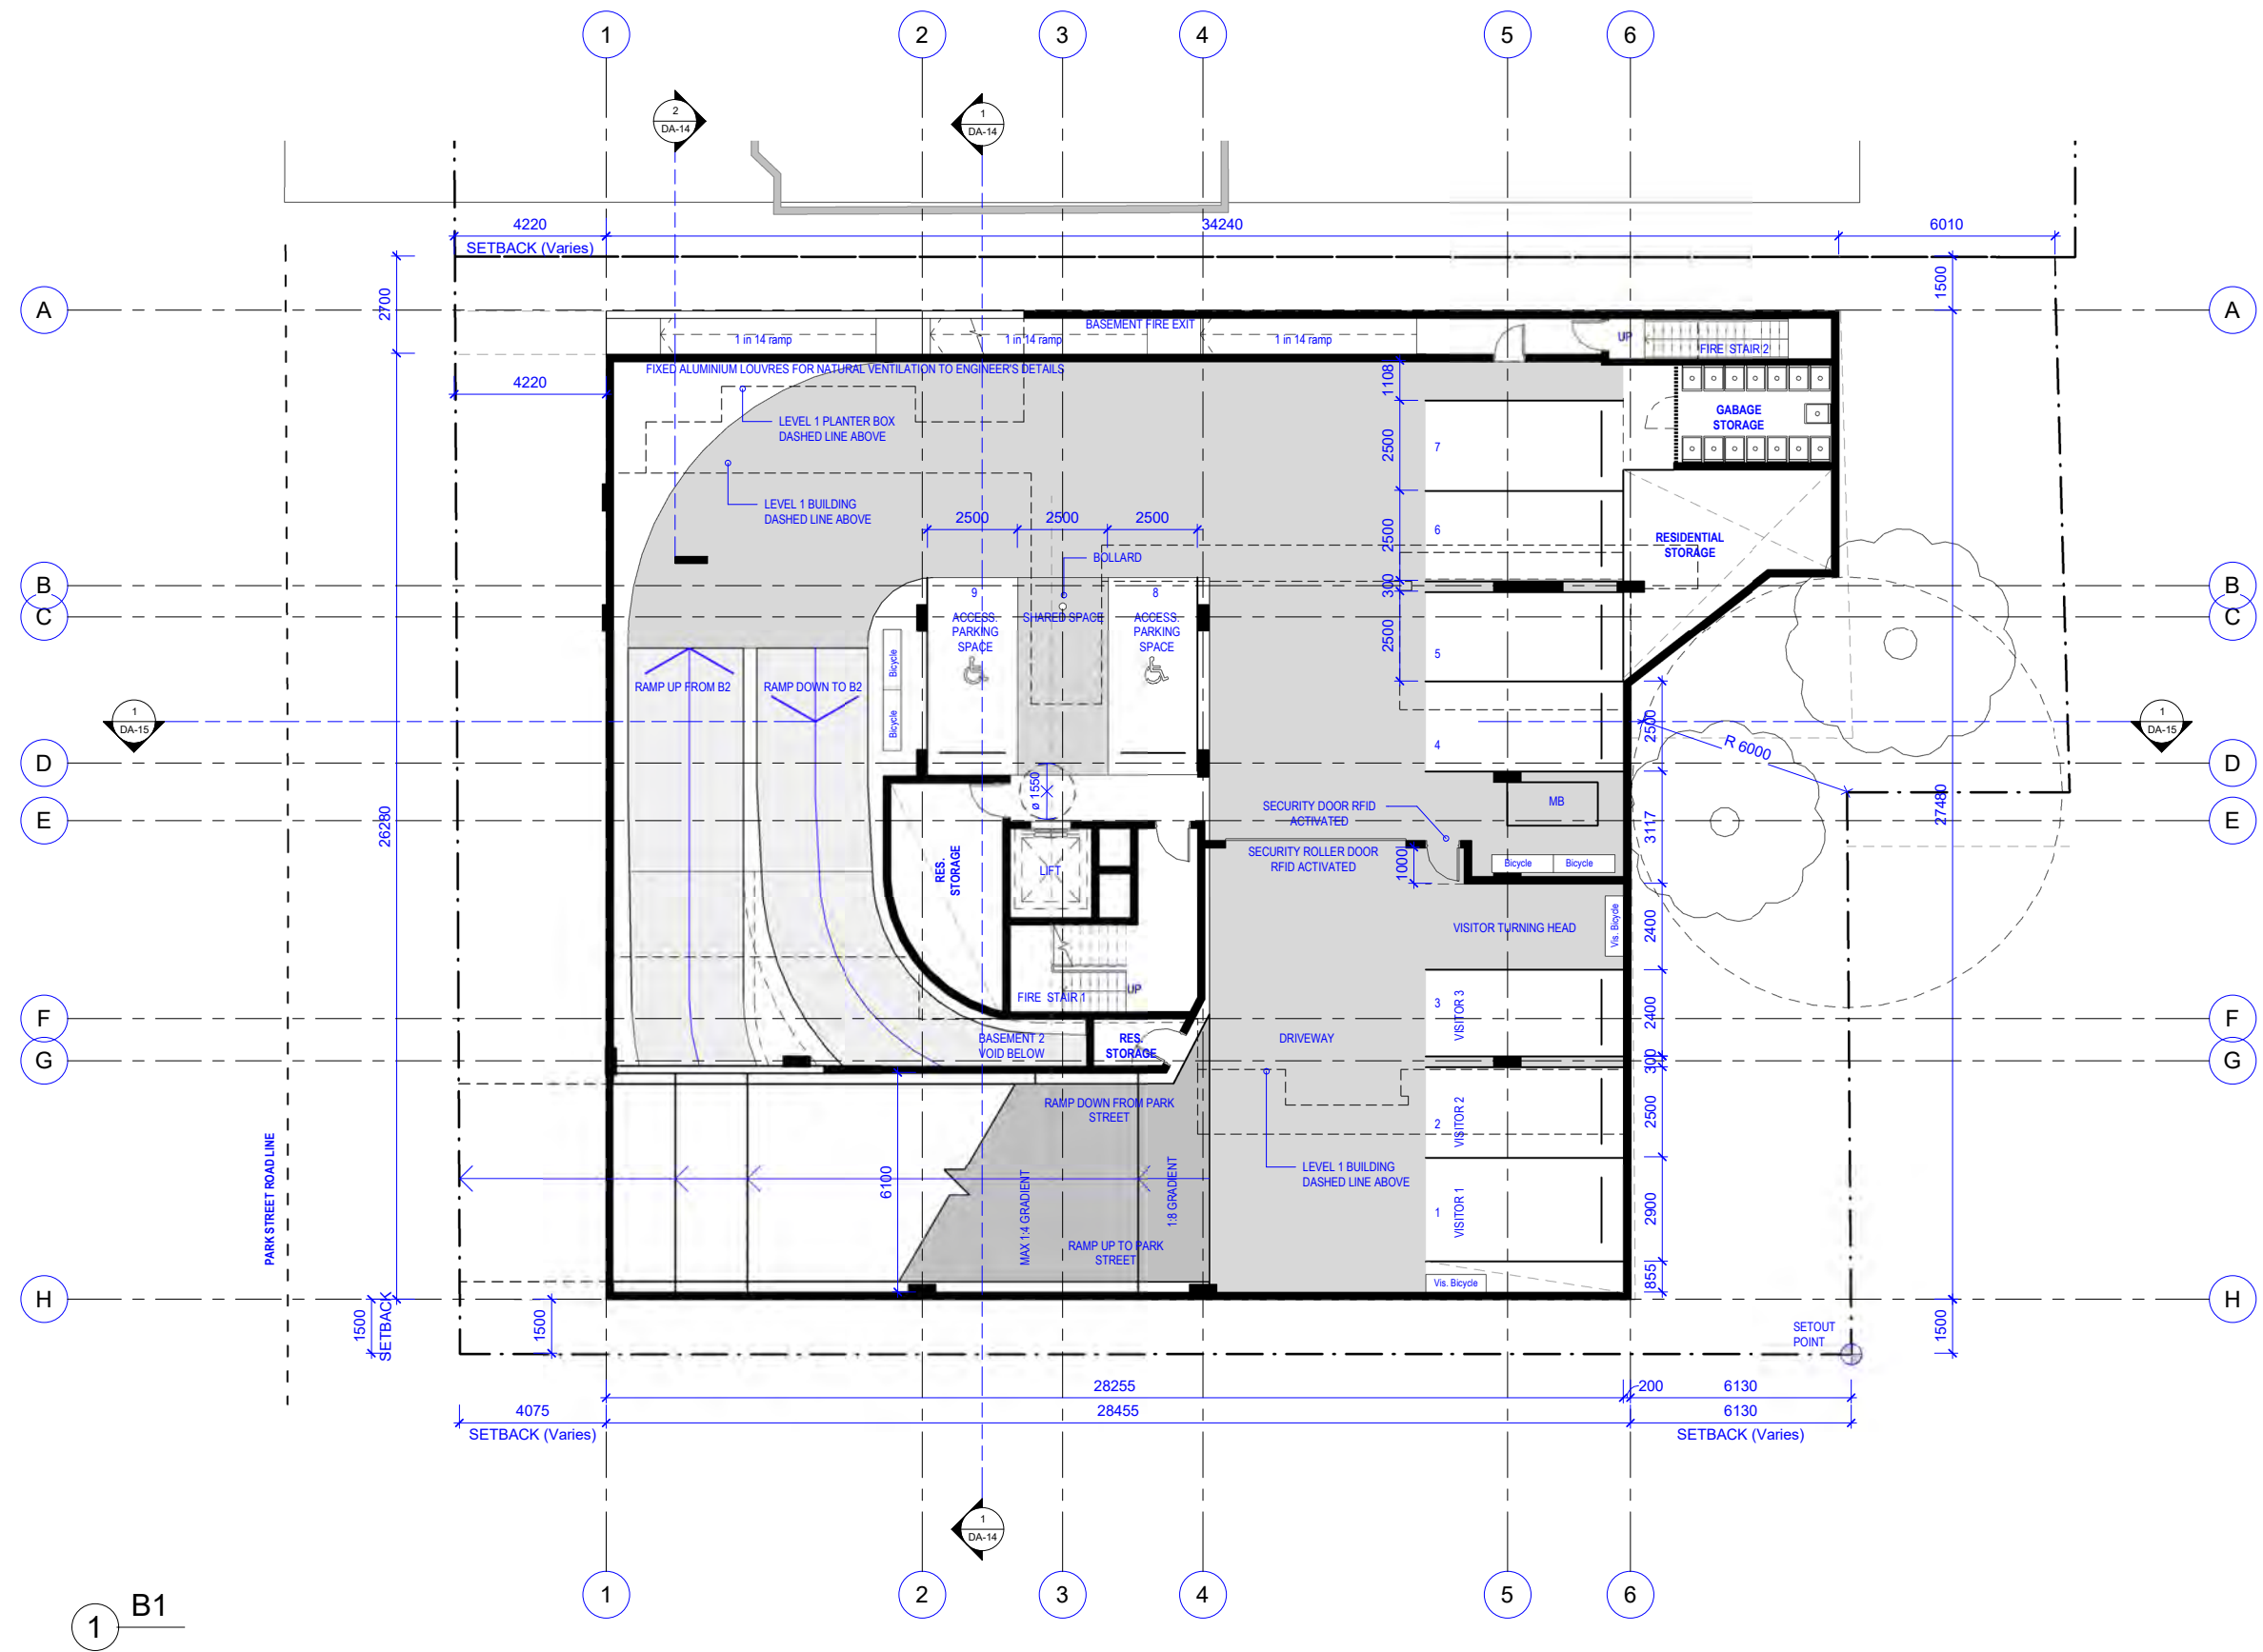 1 2 3 4 5 6
2
DA-14
1
DA-14
4220
SETBACK (Varies)
34240
6010
A
2700
1500
A
BASEMENT FIRE EXIT
1 in 14 ramp
1 in 14 ramp
1 in 14 ramp
UP
FIRE STAIR 2
FIXED ALUMINIUM LOUVRES FOR NATURAL VENTILATION TO ENGINEER'S DETAILS
4220
1108
LEVEL 1 PLANTER BOX
DASHED LINE ABOVE
GABAGE
STORAGE
2500
7
LEVEL 1 BUILDING
DASHED LINE ABOVE
2500
2500
2500
2500
6
RESIDENTIAL
STORAGE
BOLLARD
B
300
B
C
9
ACCESS.
PARKING
SPACE
SHARED SPACE
8
ACCESS.
PARKING
SPACE
C
2500
5
Bicycle
Bicycle
RAMP UP FROM B2
RAMP DOWN TO B2
1
DA-15
2500
4
R 6000
1
DA-15
D
D
ø 1550
MB
SECURITY DOOR RFID
ACTIVATED
E
26280
3117
27480
E
SECURITY ROLLER DOOR
RFID ACTIVATED
1000
Bicycle
Bicycle
RES.
STORAGE
LIFT
VISITOR TURNING HEAD
Vis. Bicycle
2400
FIRE STAIR 1
UP
3
VISITOR 3
2400
F
F
BASEMENT 2
VOID BELOW
RES.
STORAGE
DRIVEWAY
G
300
G
RAMP DOWN FROM PARK
STREET
2
VISITOR 2
2500
PARK STREET ROAD LINE
6100
MAX 1:4 GRADIENT
1:8 GRADIENT
LEVEL 1 BUILDING
DASHED LINE ABOVE
1
VISITOR 1
2900
RAMP UP TO PARK
STREET
Vis. Bicycle
855
H
H
1500
SETBACK
1500
SETOUT
POINT
1500
28255
200
6130
4075
SETBACK (Varies)
28455
6130
SETBACK (Varies)
1
DA-14
1 2 3 4 5 6
1
B1